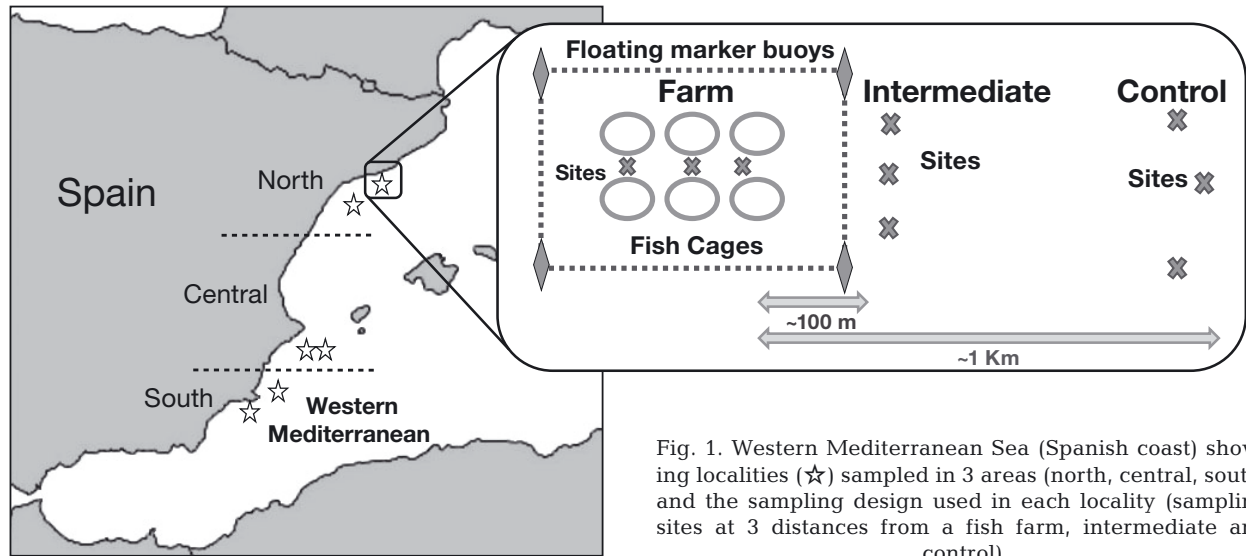 Spain
North
Central
South
Western
Mediterranean
Floating marker buoys
Farm
Intermediate
Control
Sites
Sites
Sites
Fish Cages
~100 m
~1 Km
Fig. 1. Western Mediterranean Sea (Spanish coast) show
ing localities (☆) sampled in 3 areas (north, central, sout
and the sampling design used in each locality (samplin
sites at 3 distances from a fish farm, intermediate an
control)